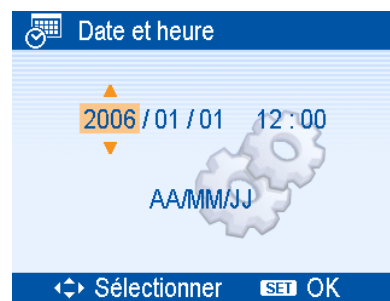 Date et heure
2006 / 01 / 01 12 : 00
AA/MM/JJ
Sélectionner SET OK